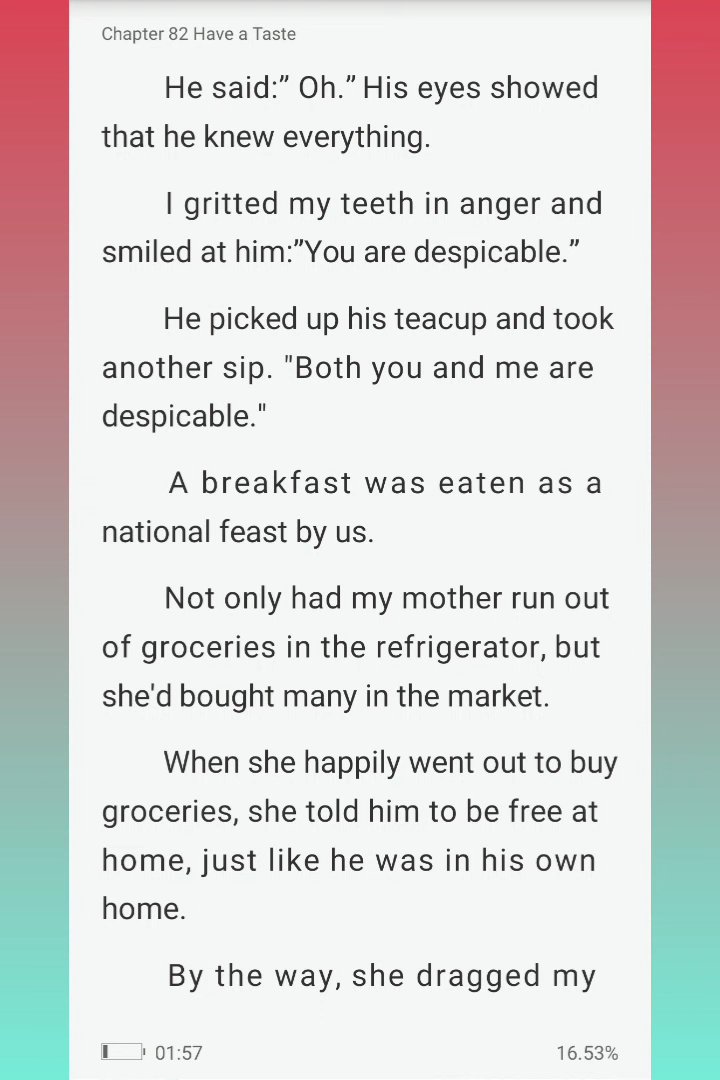 Chapter 82 Have a Taste
He said:” Oh.” His eyes showed
that he knew everything.
I gritted my teeth in anger and
smiled at him:”You are despicable.”
He picked up his teacup and took
another sip. "Both you and me are
despicable."
A breakfast was eaten as a
national feast by us.
Not only had my mother run out
of groceries in the refrigerator, but
she'd bought many in the market.
When she happily went out to buy
groceries, she told him to be free at
home, just like he was in his own
home.
By the way, she dragged my
01:57
16.53%